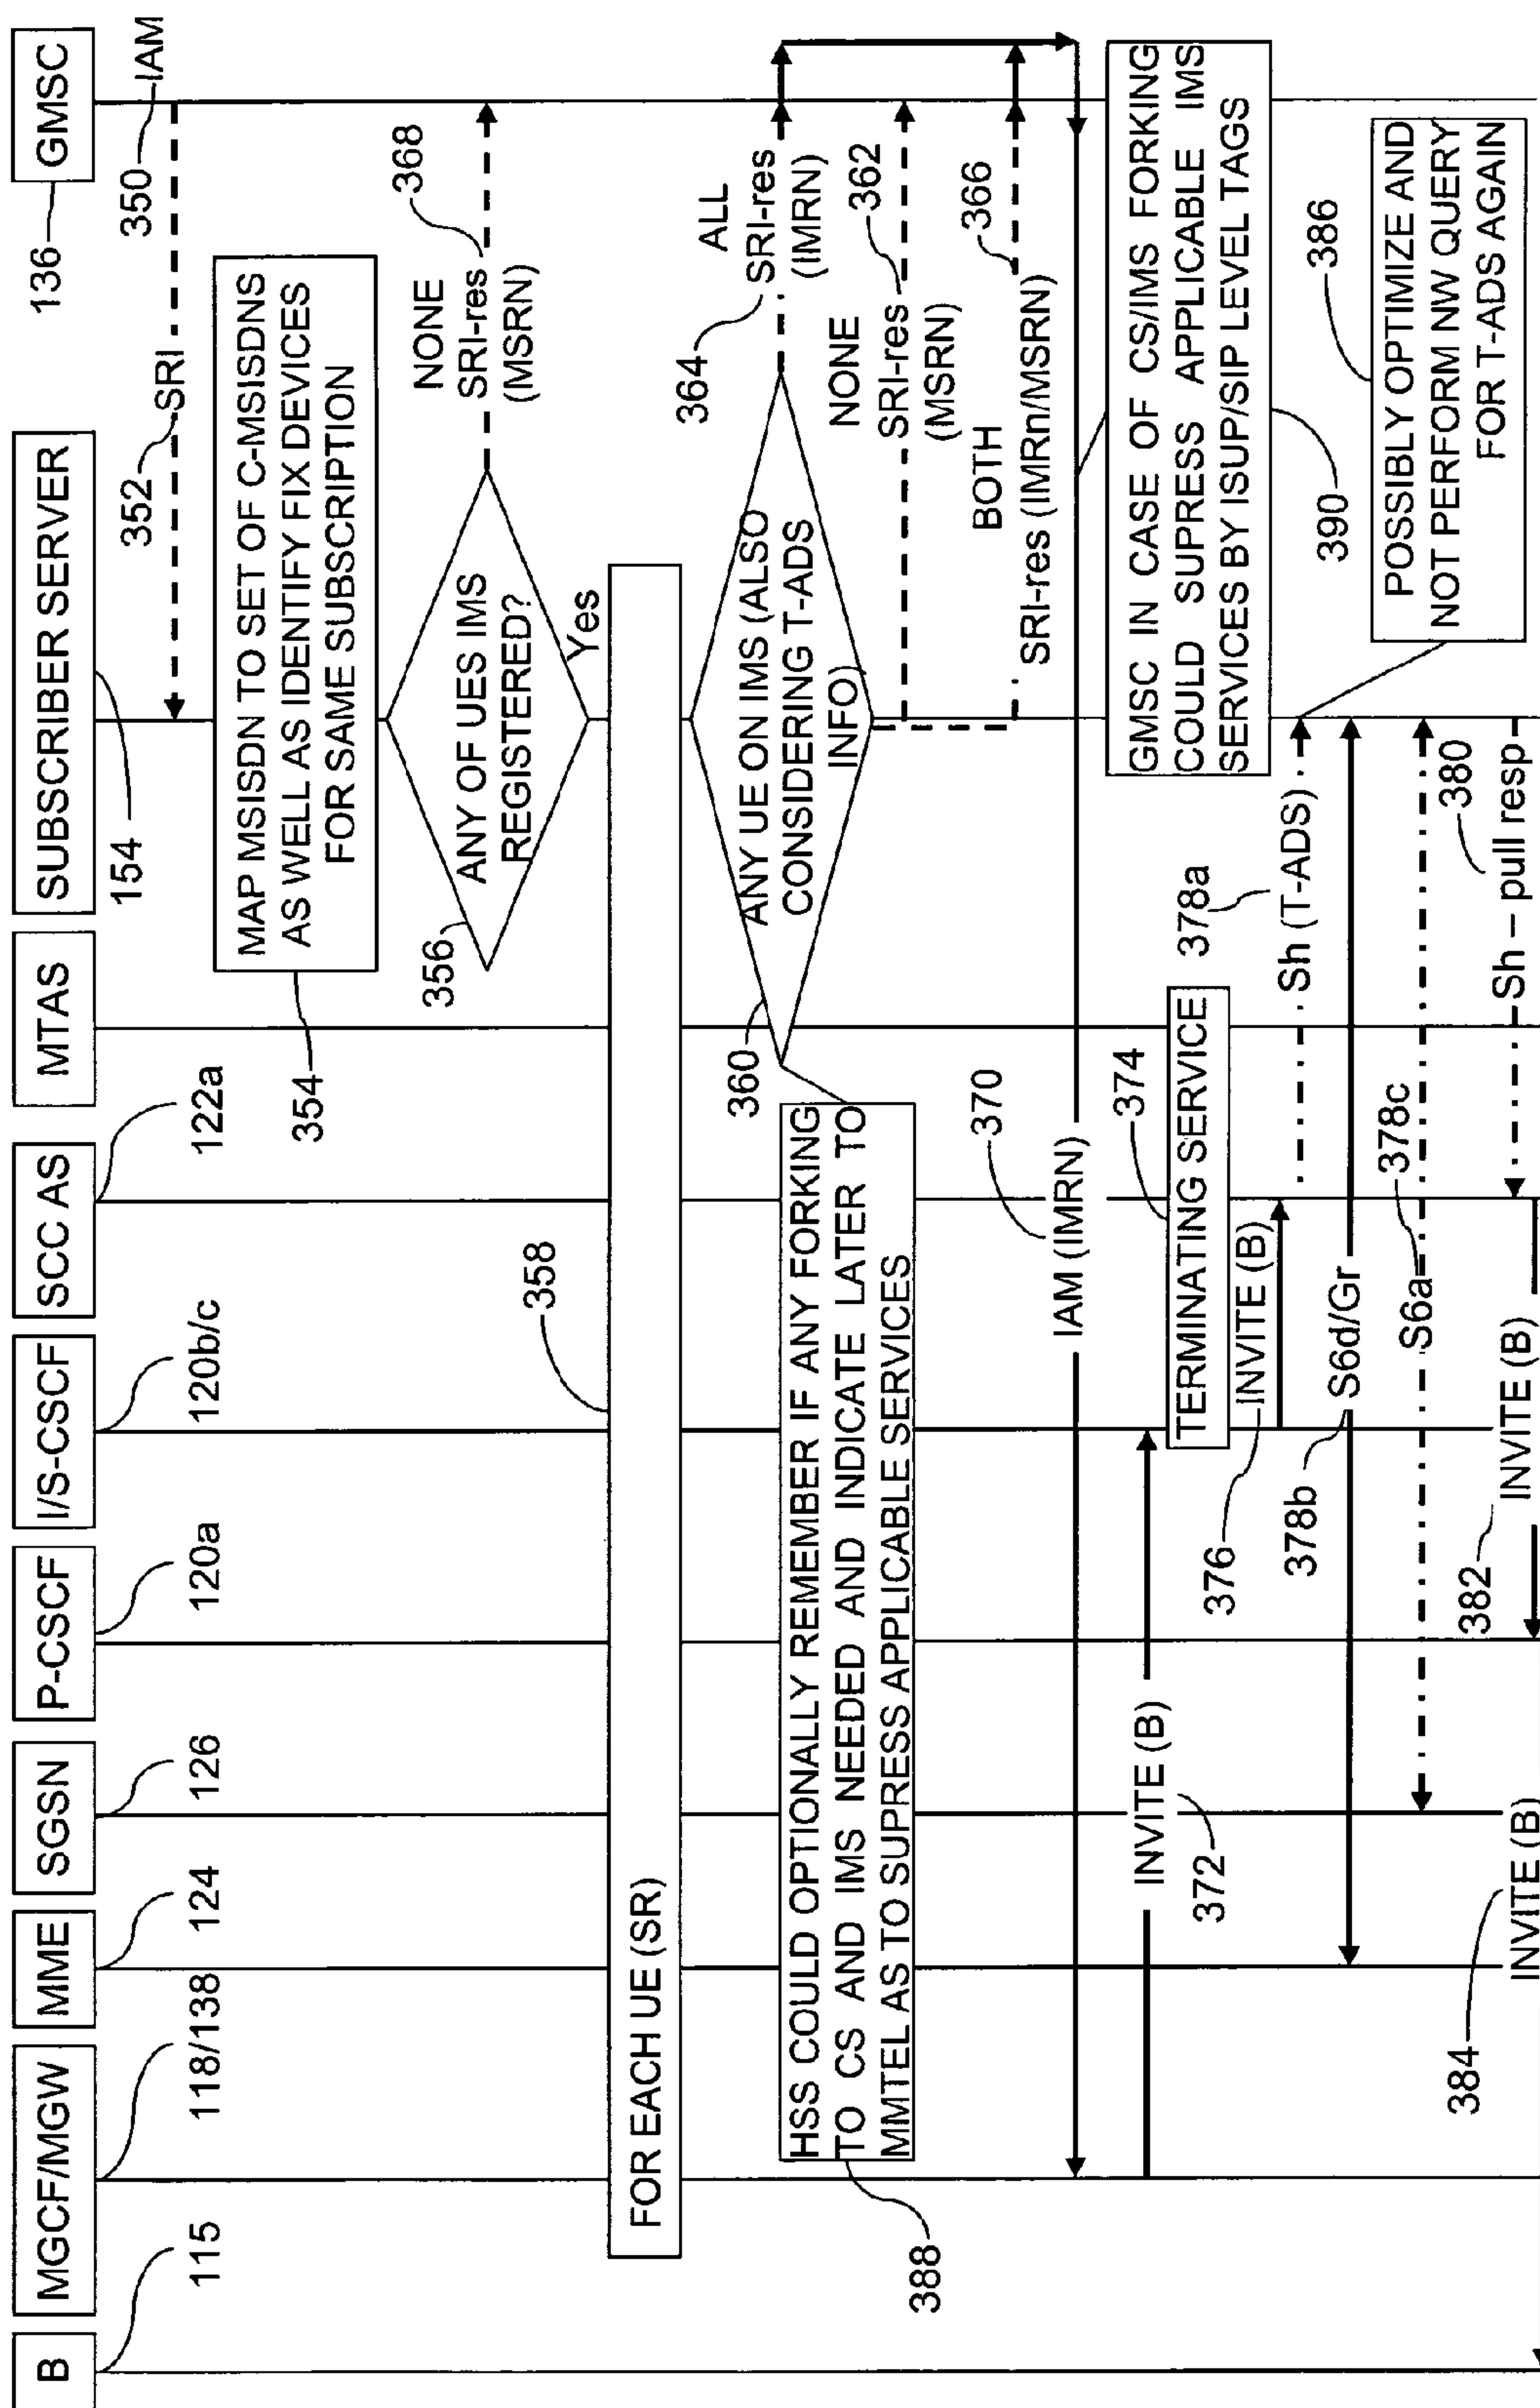 B
MGCF/MGW
MME
SGSN
P-CSCF
I/S-CSCF
SCC AS
MTAS
SUBSCRIBER SERVER
GMSC
115
118/138
124
126
120a
120b/c
122a
154
136
350
IAM
352
SRI
354
MAP MSISDN TO SET OF C-MSISDNS
AS WELL AS IDENTIFY FIX DEVICES
FOR SAME SUBSCRIPTION
356
ANY OF UES IMS
REGISTERED?
NONE
SRI-res
(MSRN)
368
Yes
358
FOR EACH UE (SR)
360
ANY UE ON IMS (ALSO
CONSIDERING T-ADS
INFO)
364
ALL
SRI-res
(IMRN)
NONE
SRI-res
(MSRN)
362
BOTH
366
SRI-res (IMRn/MSRN)
HSS COULD OPTIONALLY REMEMBER IF ANY FORKING
TO CS AND IMS NEEDED AND INDICATE LATER TO
MMTEL AS TO SUPRESS APPLICABLE SERVICES
388
370
IAM (IMRN)
GMSC IN CASE OF CS/IMS FORKING
COULD SUPRESS APPLICABLE IMS
SERVICES BY ISUP/SIP LEVEL TAGS
390
INVITE (B)
372
374
TERMINATING SERVICE
376
INVITE (B)
378a
Sh (T-ADS)
386
POSSIBLY OPTIMIZE AND
NOT PERFORM NW QUERY
FOR T-ADS AGAIN
378b
S6d/Gr
378c
S6a
380
Sh – pull resp
382
INVITE (B)
384
INVITE (B)